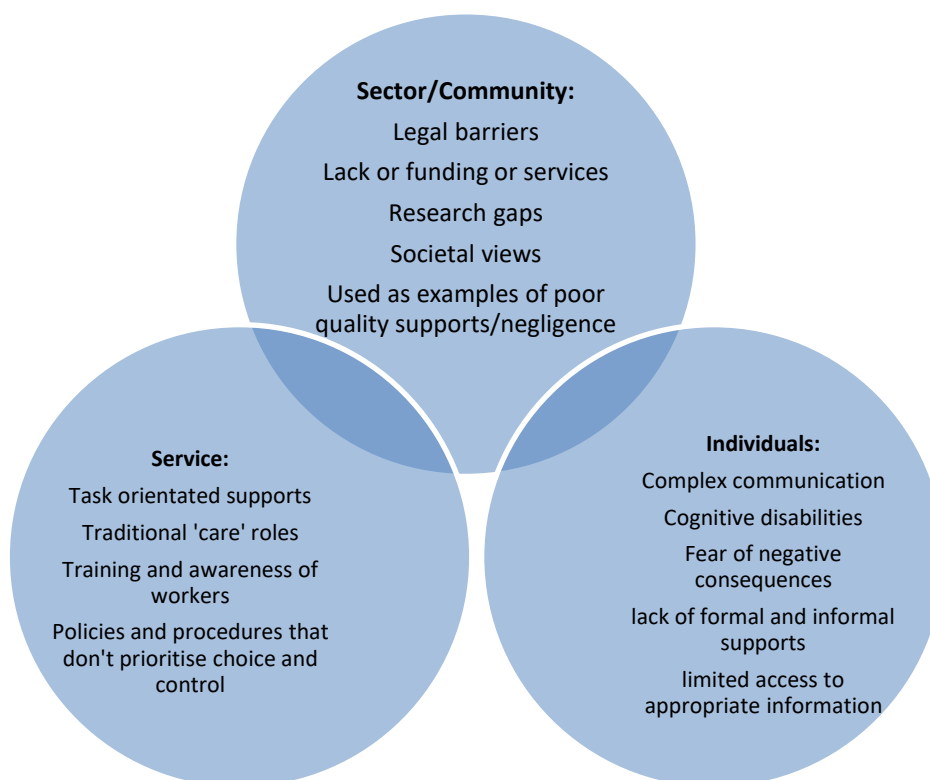 Sector/Community:
Legal barriers
Lack or funding or services
Research gaps
Societal views
Used as examples of poor
quality supports/negligence
Service:
Task orientated supports
Traditional 'care' roles
Training and awareness of
workers
Policies and procedures that
don't prioritise choice and
control
Individuals:
Complex communication
Cognitive disabilities
Fear of negative
consequences
lack of formal and informal
supports
limited access to
appropriate information